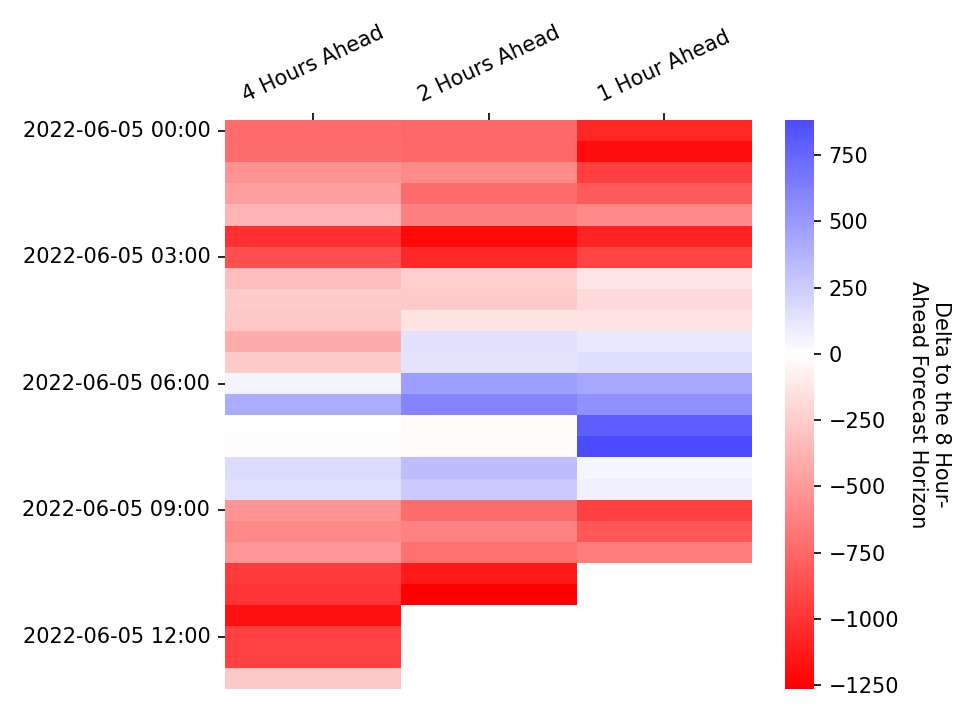 4 Hours Ahead
2 Hours Ahead
1 Hour Ahead
2022-06-05 00:00
2022-06-05 03:00
2022-06-05 06:00
2022-06-05 09:00
2022-06-05 12:00
750
500
250
0
−250
−500
−750
−1000
−1250
Delta to the 8 Hour-
Ahead Forecast Horizon